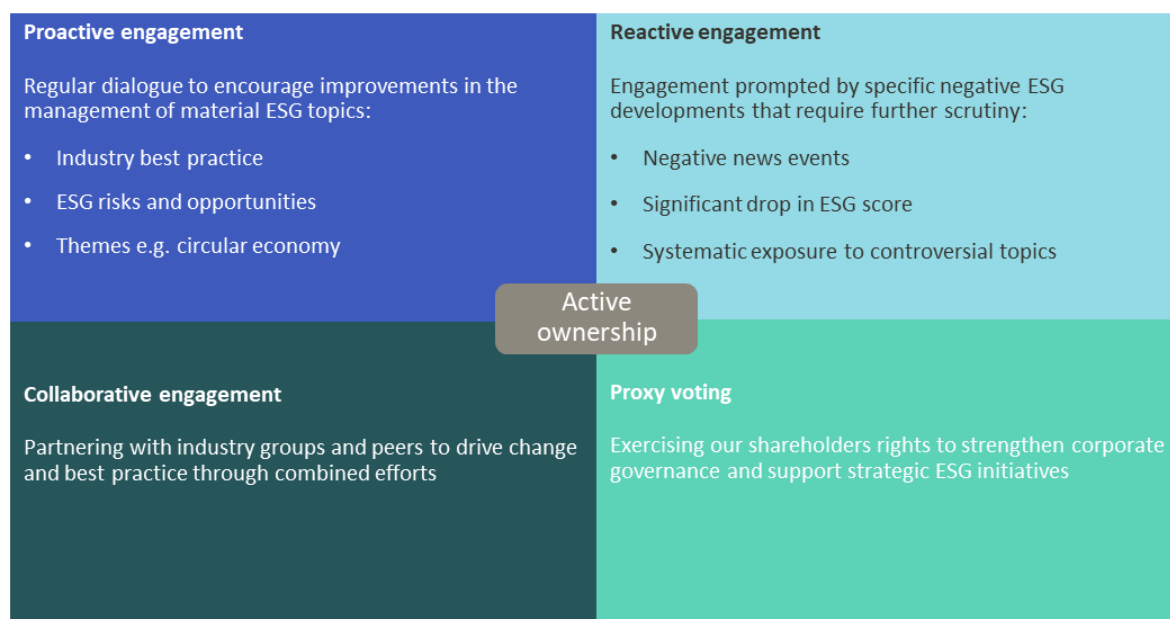 Proactive engagement
Regular dialogue to encourage improvements in the
management of material ESG topics:
• Industry best practice
• ESG risks and opportunities
• Themes e.g. circular economy
Reactive engagement
Engagement prompted by specific negative ESG
developments that require further scrutiny:
• Negative news events
• Significant drop in ESG score
• Systematic exposure to controversial topics
Active
ownership
Collaborative engagement
Partnering with industry groups and peers to drive change
and best practice through combined efforts
Proxy voting
Exercising our shareholders rights to strengthen corporate
governance and support strategic ESG initiatives